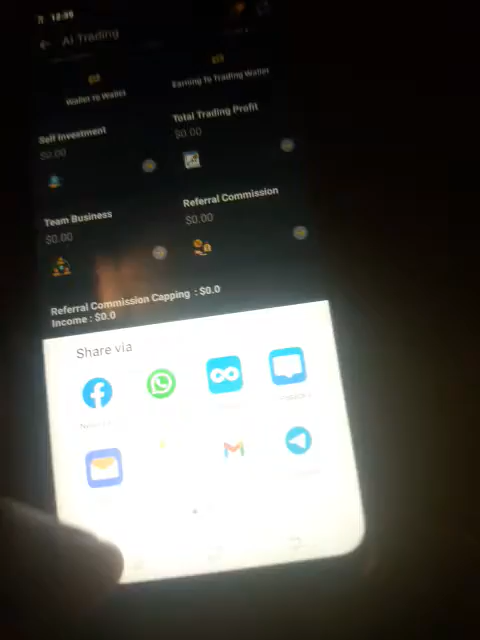 12:39
AI Trading
Wallet To Wallet
Earning To Trading Wallet
Self Investment
$0.00
Total Trading Profit
$0.00
Team Business
$0.00
Referral Commission
$0.00
Referral Commission Capping : $0.0
Income : $0.0
Share via